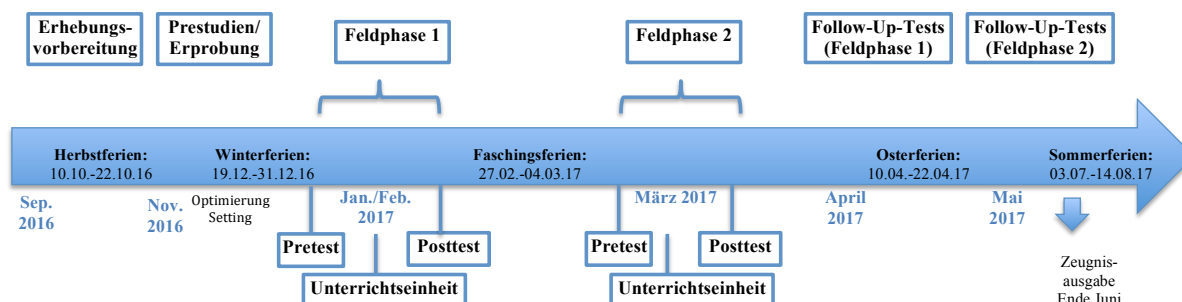 Erhebungs-
vorbereitung
Prestudien/
Erprobung
Feldphase 1
Feldphase 2
Follow-Up-Tests
(Feldphase 1)
Follow-Up-Tests
(Feldphase 2)
Herbstferien:
10.10.-22.10.16
Winterferien:
19.12.-31.12.16
Faschingsferien:
27.02.-04.03.17
Osterferien:
10.04.-22.04.17
Sommerferien:
03.07.-14.08.17
Sep.
2016
Nov.
2016
Optimierung
Setting
Jan./Feb.
2017
März 2017
April
2017
Mai
2017
Pretest
Posttest
Unterrichtseinheit
Pretest
Posttest
Unterrichtseinheit
Zeugnis-
ausgabe
Ende Juni